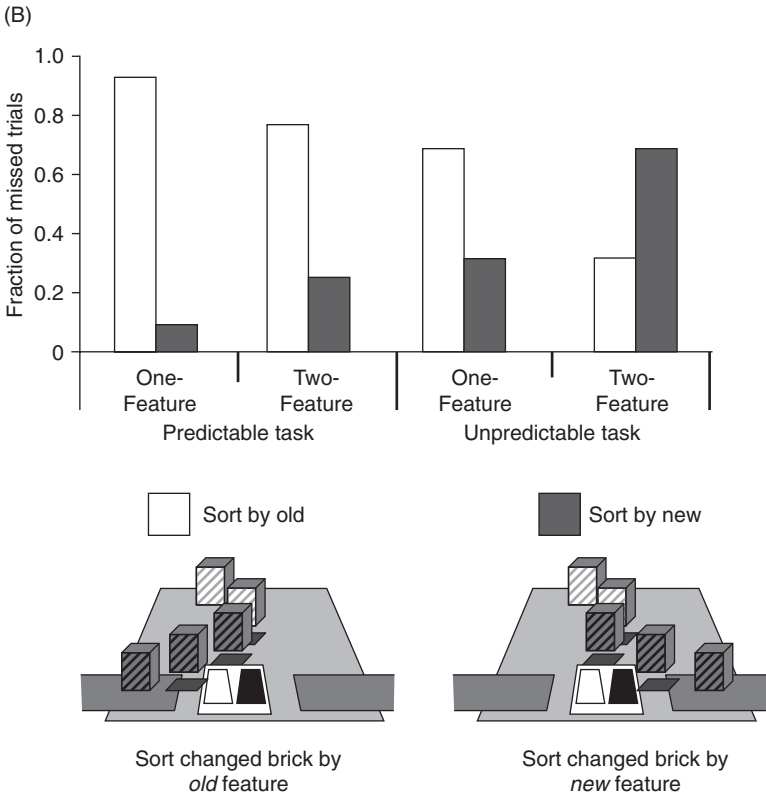 (B)
1.0
0.8
0.6
0.4
0.2
0
Fraction of missed trials
One-
Feature
Two-
Feature
One-
Feature
Two-
Feature
Predictable task
Unpredictable task
Sort by old
Sort by new
Sort changed brick by
old feature
Sort changed brick by
new feature